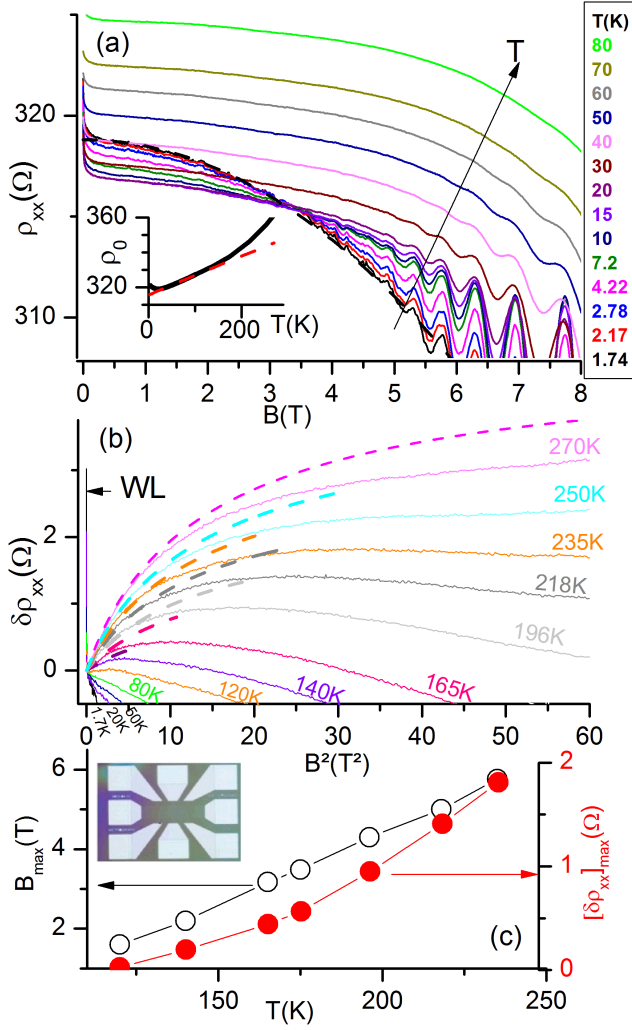 (a)
T
T(K)
80
70
60
50
40
30
20
15
10
7.2
4.22
2.78
2.17
1.74
320
310
ρxx(Ω)
360
320
ρ0
0
200
T(K)
0 1 2 3 4 5 6 7 8
B(T)
(b)
WL
270K
250K
235K
218K
196K
165K
140K
120K
80K
50K
20K
1.7K
2
0
δρxx(Ω)
0 10 20 30 40 50 60
B²(T²)
6
4
2
Bmax(T)
2
1
0
[δρxx]max(Ω)
(c)
150 200 250
T(K)